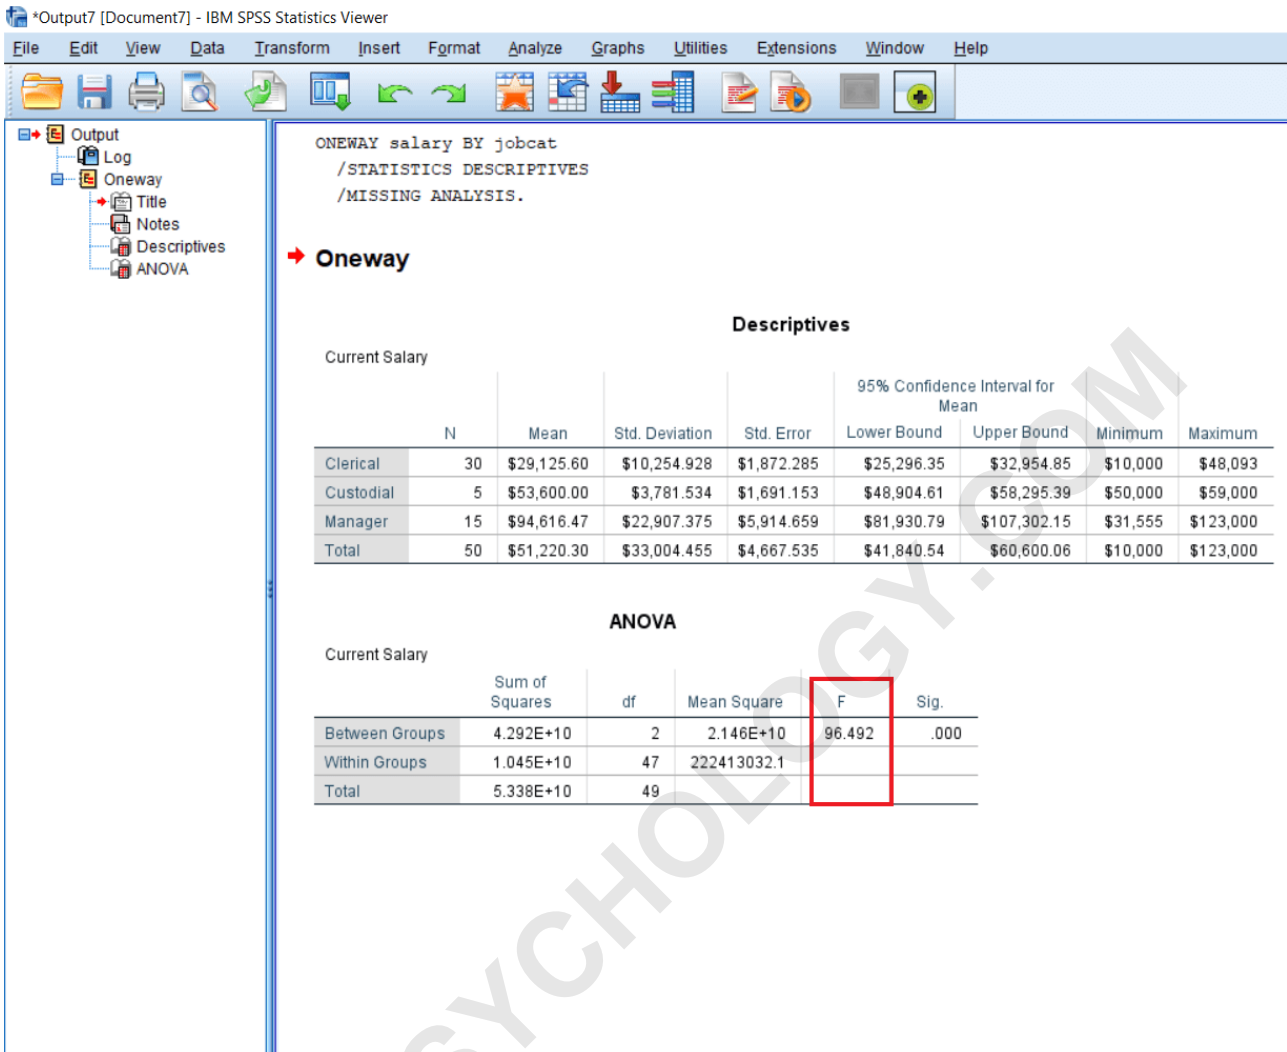 *Output7 [Document7] - IBM SPSS Statistics Viewer
File Edit View Data Transform Insert Format Analyze Graphs Utilities Extensions Window Help
Output
Log
Oneway
Title
Notes
Descriptives
ANOVA
ONEWAY salary BY jobcat
/STATISTICS DESCRIPTIVES
/MISSING ANALYSIS.
Oneway
Descriptives
Current Salary
95% Confidence Interval for
Mean
N Mean Std. Deviation Std. Error Lower Bound Upper Bound Minimum Maximum
Clerical 30 $29,125.60 $10,254.928 $1,872.285 $25,296.35 $32,954.85 $10,000 $48,093
Custodial 5 $53,600.00 $3,781.534 $1,691.153 $48,904.61 $58,295.39 $50,000 $59,000
Manager 15 $94,616.47 $22,907.375 $5,914.659 $81,930.79 $107,302.15 $31,555 $123,000
Total 50 $51,220.30 $33,004.455 $4,667.535 $41,840.54 $60,600.06 $10,000 $123,000
ANOVA
Current Salary
Sum of
Squares df Mean Square F Sig.
Between Groups 4.292E+10 2 2.146E+10 96.492 .000
Within Groups 1.045E+10 47 222413032.1
Total 5.338E+10 49
SYCHOLOGY.COM